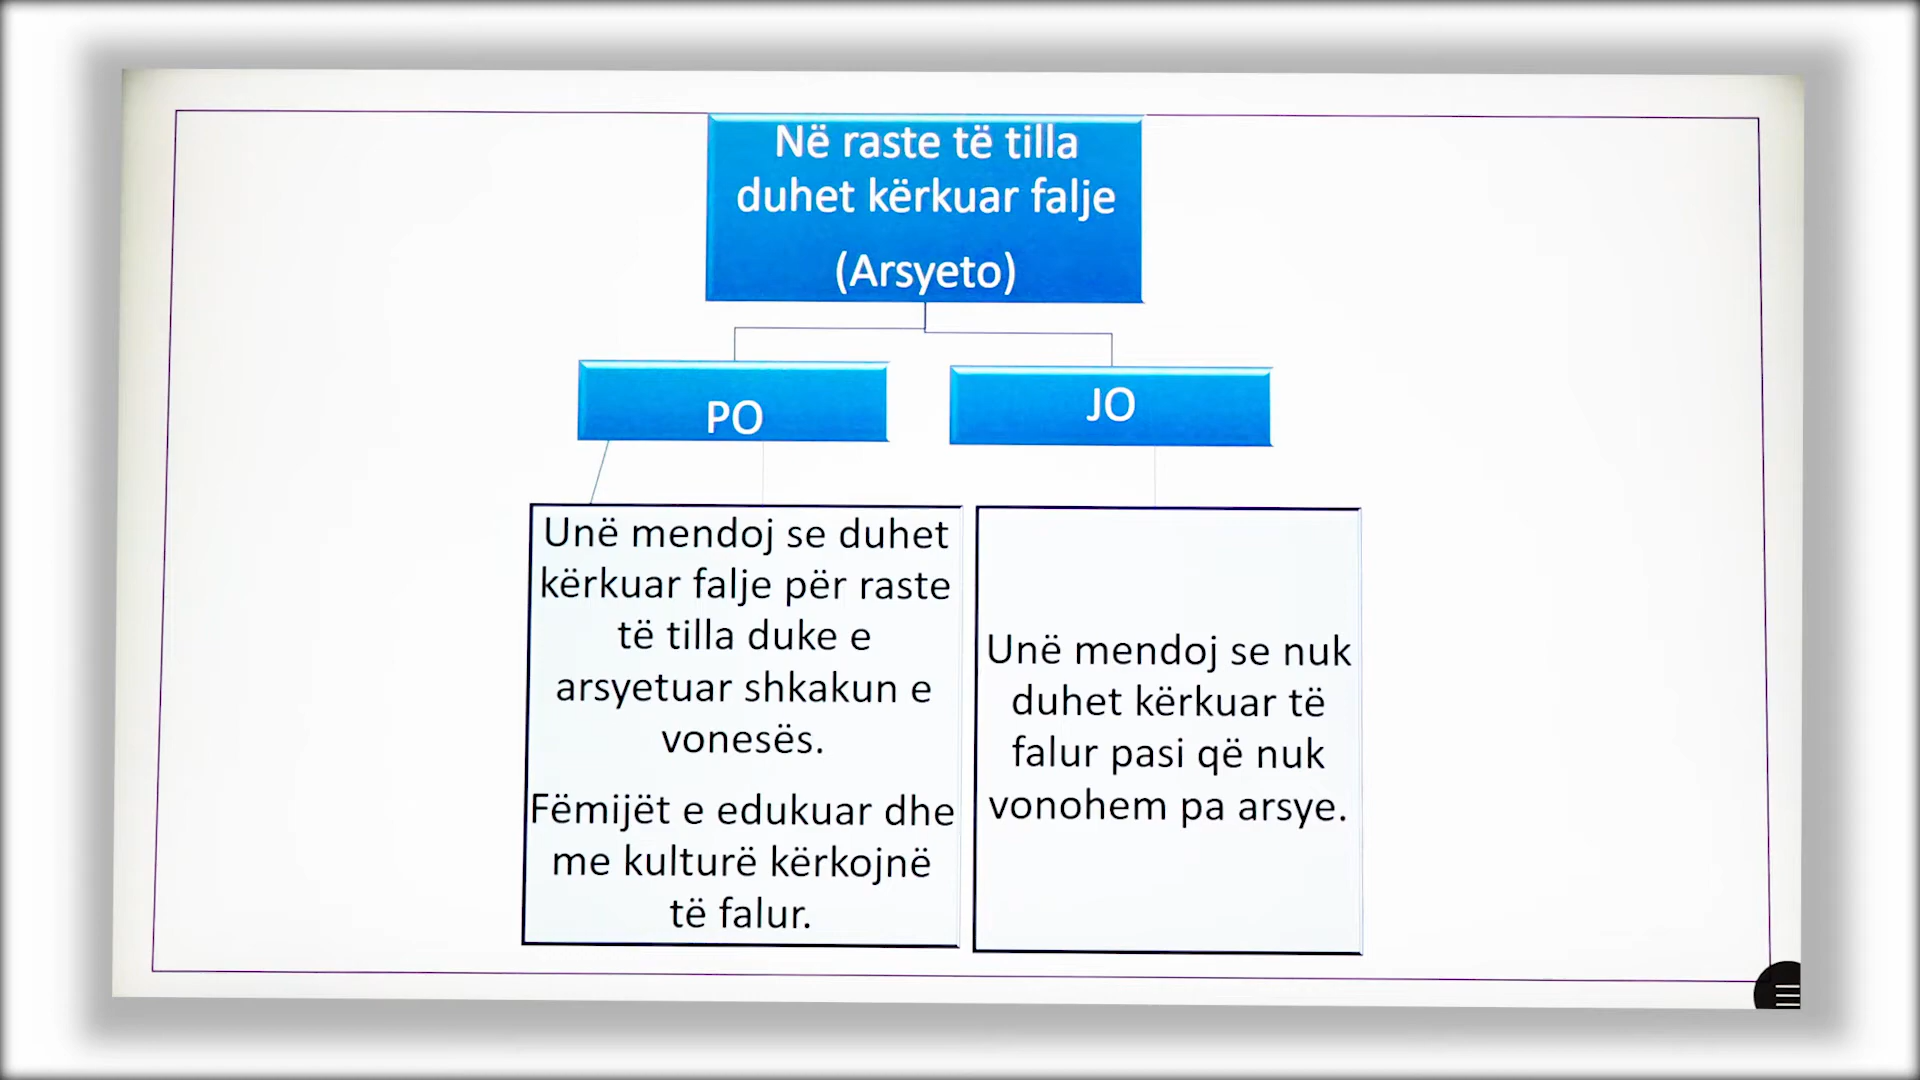 Në raste të tilla
duhet kërkuar falje
(Arsyeto)
PO
JO
Unë mendoj se duhet
kërkuar falje për raste
të tilla duke e
arsyetuar shkakun e
vonesës.
Fëmijët e edukuar dhe
me kulturë kërkojnë
të falur.
Unë mendoj se nuk
duhet kërkuar të
falur pasi që nuk
vonohem pa arsye.